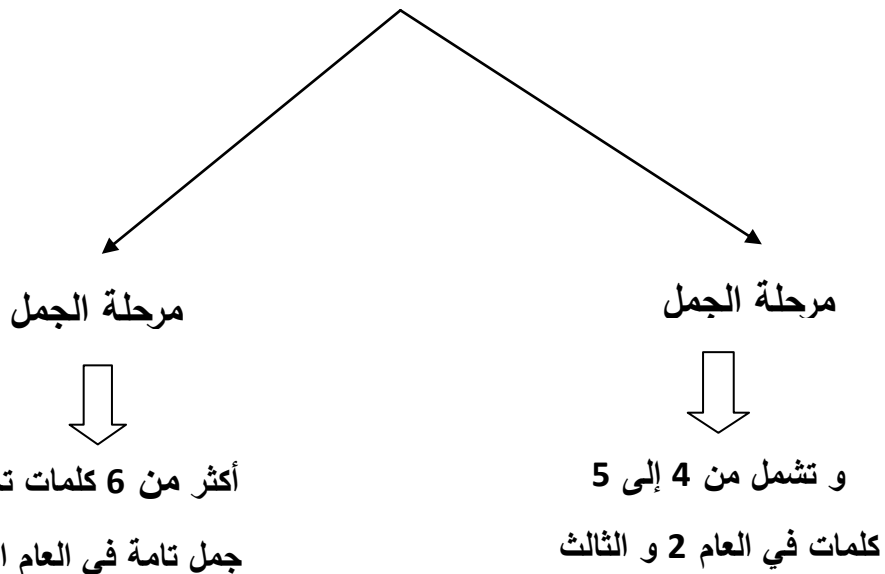 مرحلة الجمل
و تشمل من 4 إلى 5
كلمات في العام 2 و الثالث
مرحلة الجمل
أكثر من 6 كلمات
جمل تامة في العام